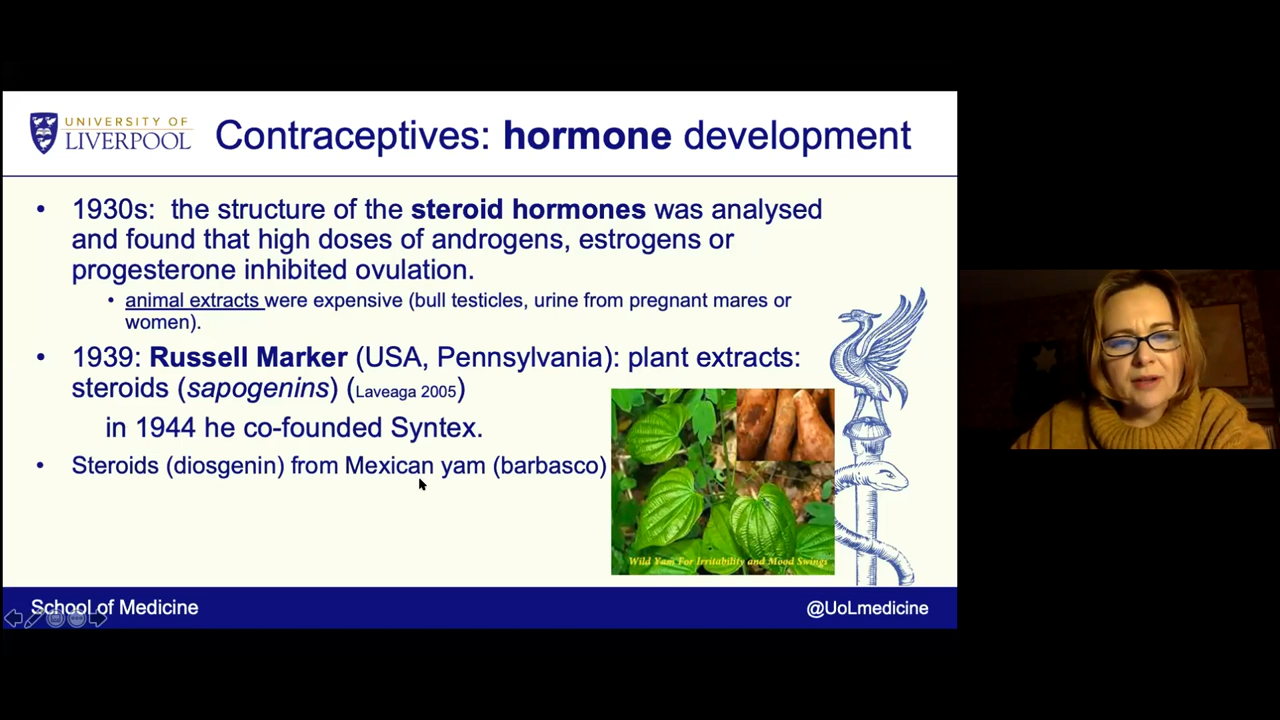 UNIVERSITY OF
LIVERPOOL
Contraceptives: hormone development
• 1930s: the structure of the steroid hormones was analysed
and found that high doses of androgens, estrogens or
progesterone inhibited ovulation.
• animal extracts were expensive (bull testicles, urine from pregnant mares or
women).
• 1939: Russell Marker (USA, Pennsylvania): plant extracts:
steroids (sapogenins) (Laveaga 2005)
in 1944 he co-founded Syntex.
• Steroids (diosgenin) from Mexican yam (barbasco)
Wild Yam For Irritability and Mood Swings
School of Medicine
@UoLmedicine